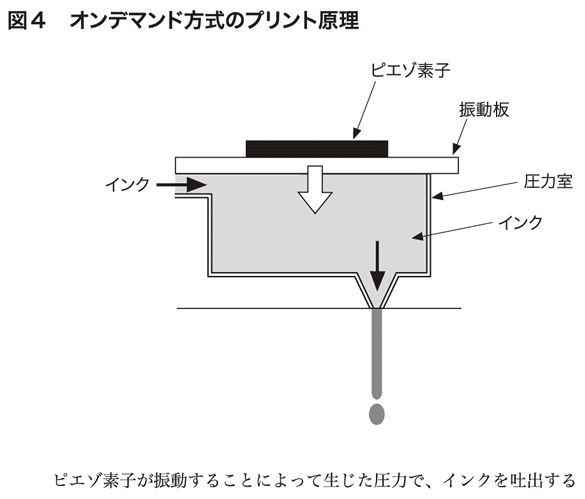 図4 オンデマンド方式のプリント原理
ピエゾ素子
振動板
インク
圧力室
インク
ピエゾ素子が振動することによって生じた圧力で、インクを吐出する